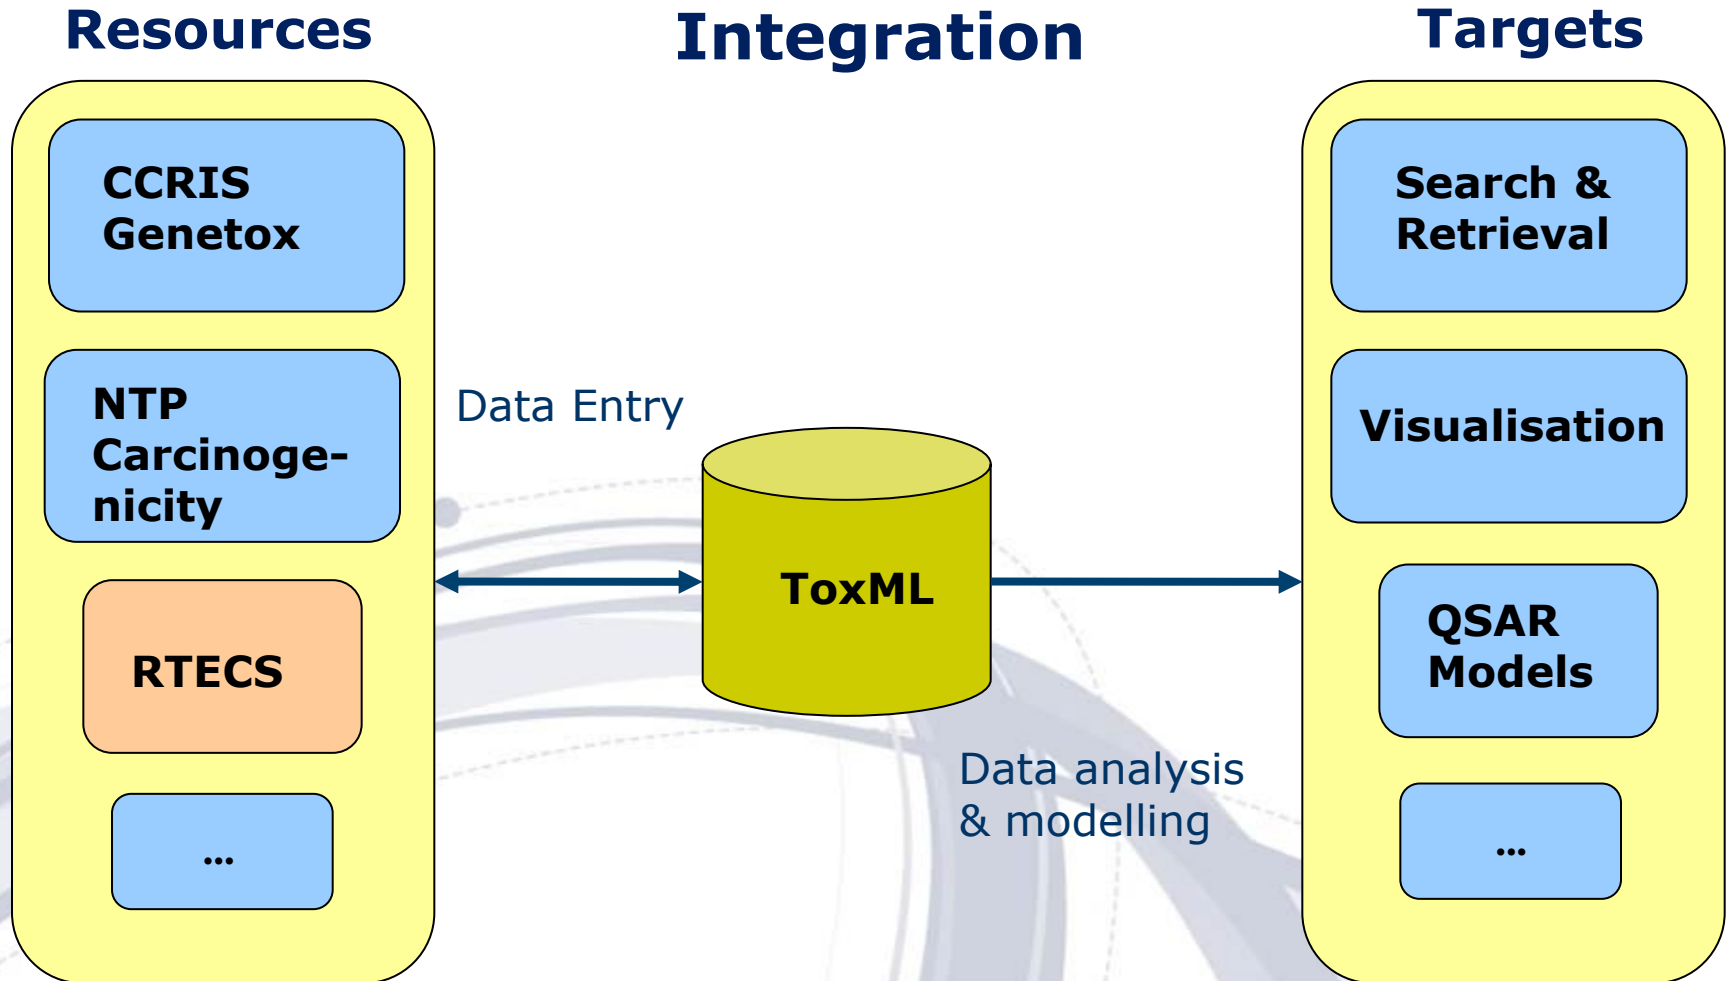 Resources
Integration
Targets
CCRIS
Genetox
NTP
Carcinoge-
nicity
RTECS
...
Data Entry
ToxML
Data analysis
& modelling
Search &
Retrieval
Visualisation
QSAR
Models
...